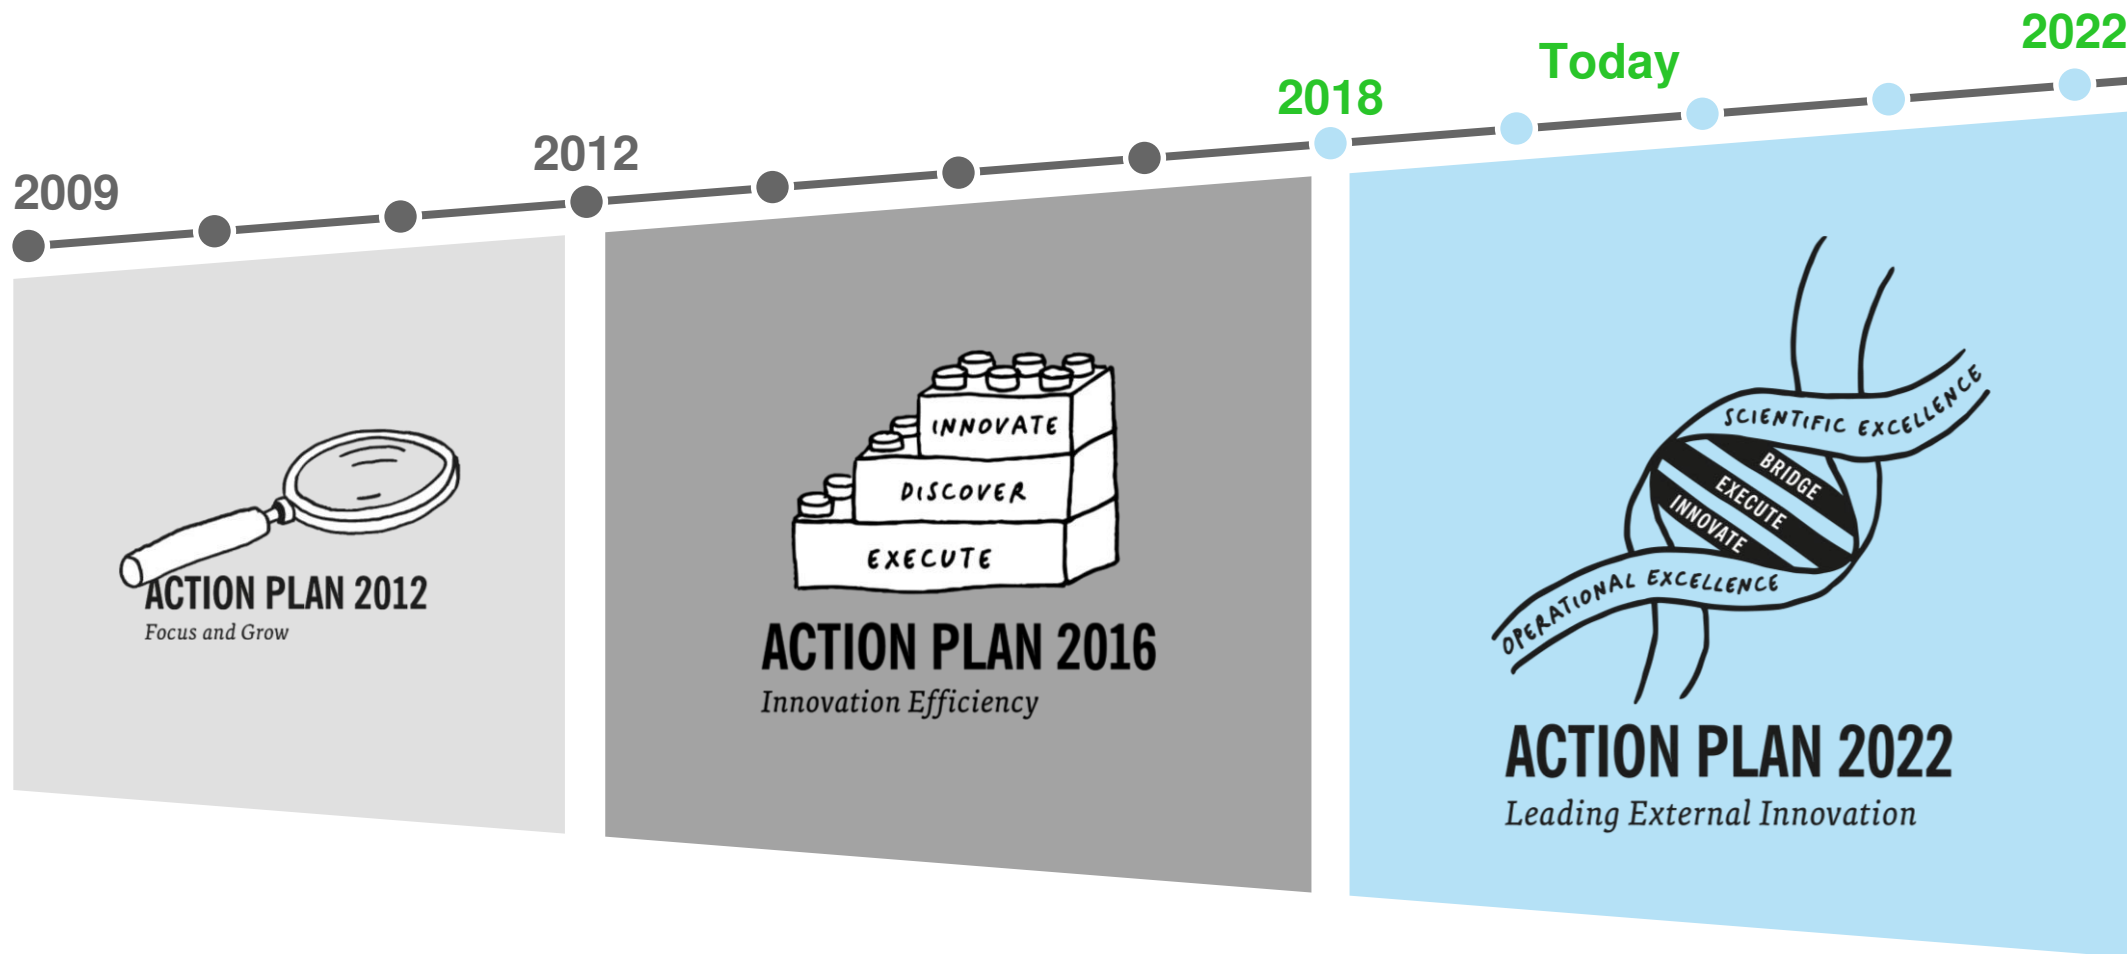 2009
2012
2018
Today
2022
ACTION PLAN 2012
Focus and Grow
INNOVATE
DISCOVER
EXECUTE
ACTION PLAN 2016
Innovation Efficiency
SCIENTIFIC EXCELLENCE
BRIDGE
EXECUTE
INNOVATE
OPERATIONAL EXCELLENCE
ACTION PLAN 2022
Leading External Innovation